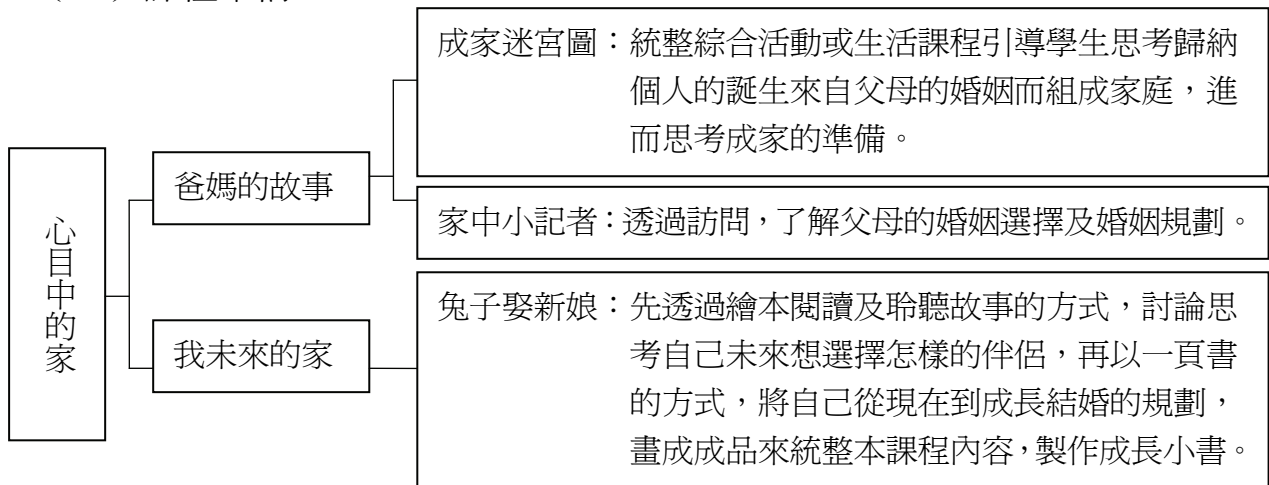 成家迷宮圖：統整綜合活動或生活課程引導學生思考歸納
個人的誕生來自父母的婚姻而組成家庭，進
而思考成家的準備。
爸媽的故事
家中小記者：透過訪問，了解父母的婚姻選擇及婚姻規劃。
心目中的家
兔子娶新娘：先透過繪本閱讀及聆聽故事的方式，討論思
考自己未來想選擇怎樣的伴侶，再以一頁書
的方式，將自己從現在到成長結婚的規劃，
畫成成品來統整本課程內容，製作成長小書。
我未來的家